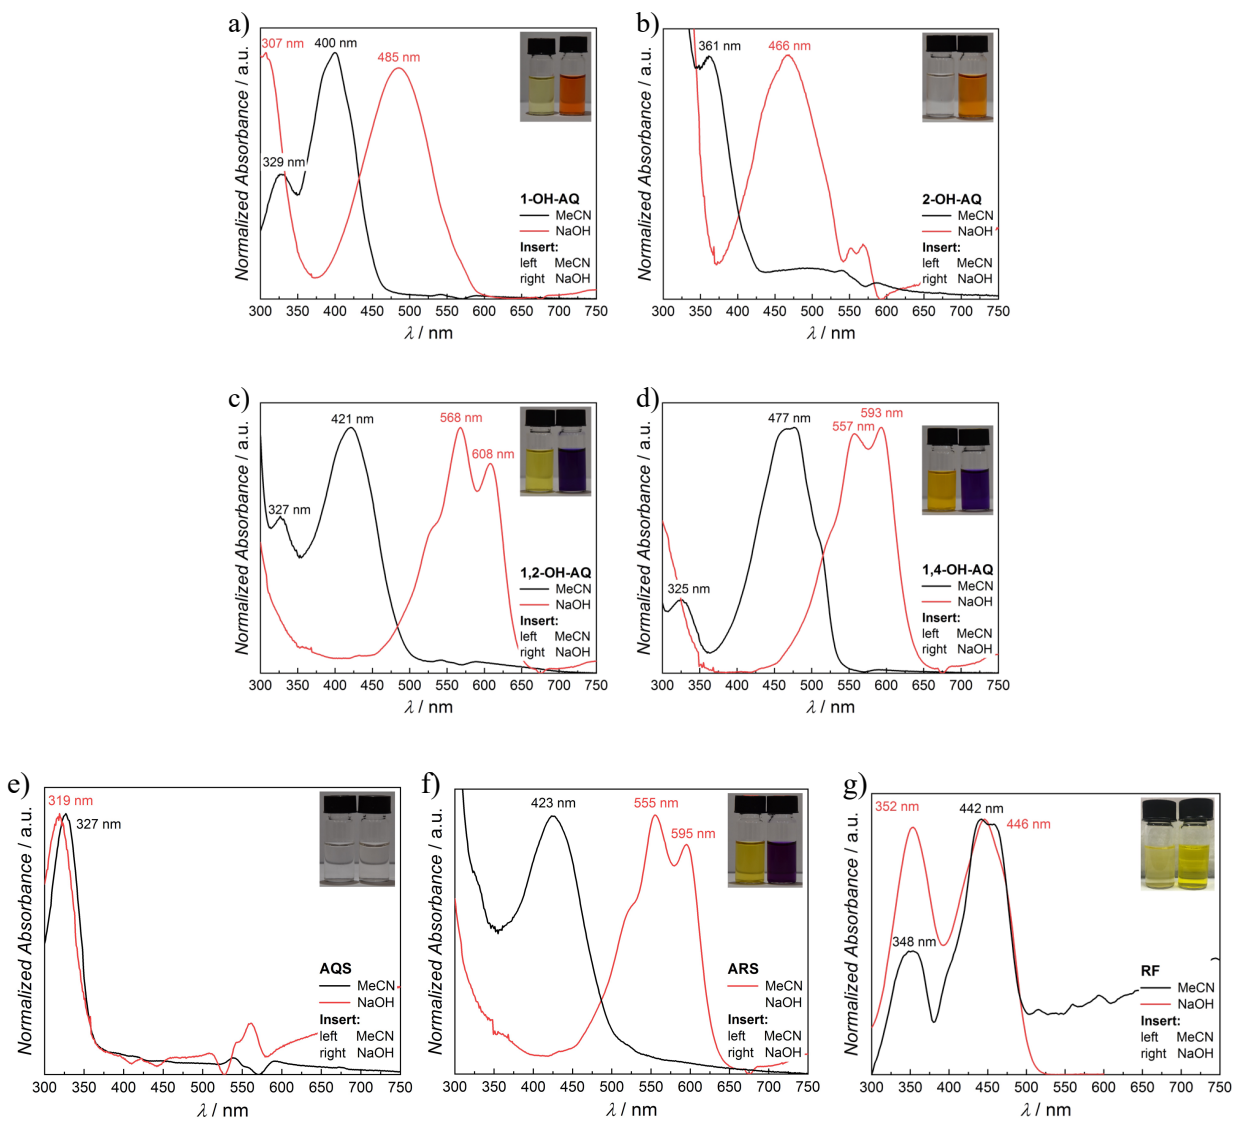 a)
307 nm
400 nm
485 nm
329 nm
Normalized Absorbance / a.u.
1-OH-AQ
MeCN
NaOH
Insert:
left MeCN
right NaOH
300 350 400 450 500 550 600 650 700 750
λ / nm
b)
361 nm
466 nm
Normalized Absorbance / a.u.
2-OH-AQ
MeCN
NaOH
Insert:
left MeCN
right NaOH
300 350 400 450 500 550 600 650 700 750
λ / nm
c)
421 nm
568 nm
608 nm
327 nm
Normalized Absorbance / a.u.
1,2-OH-AQ
MeCN
NaOH
Insert:
left MeCN
right NaOH
300 350 400 450 500 550 600 650 700 750
λ / nm
d)
477 nm
593 nm
557 nm
325 nm
Normalized Absorbance / a.u.
1,4-OH-AQ
MeCN
NaOH
Insert:
left MeCN
right NaOH
300 350 400 450 500 550 600 650 700 750
λ / nm
e)
319 nm
327 nm
Normalized Absorbance / a.u.
AQS
MeCN
NaOH
Insert:
left MeCN
right NaOH
300 350 400 450 500 550 600 650 700 750
λ / nm
f)
423 nm
555 nm
595 nm
Normalized Absorbance / a.u.
ARS
MeCN
NaOH
Insert:
left MeCN
right NaOH
300 350 400 450 500 550 600 650 700 750
λ / nm
g)
352 nm
442 nm
446 nm
348 nm
Normalized Absorbance / a.u.
RF
MeCN
NaOH
Insert:
left MeCN
right NaOH
300 350 400 450 500 550 600 650 700 750
λ / nm